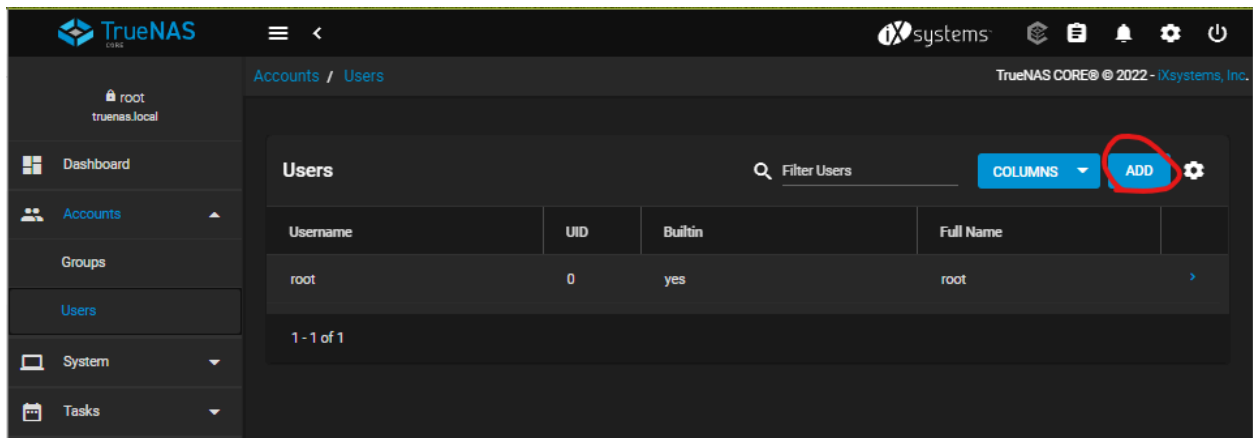 TrueNAS
CORE
iXsystems
Accounts / Users
TrueNAS CORE® © 2022 - iXsystems, Inc.
root
truenas.local
Dashboard
Accounts
Groups
Users
System
Tasks
Users
Filter Users
COLUMNS
ADD
Username UID Builtin Full Name
root 0 yes root
1 - 1 of 1